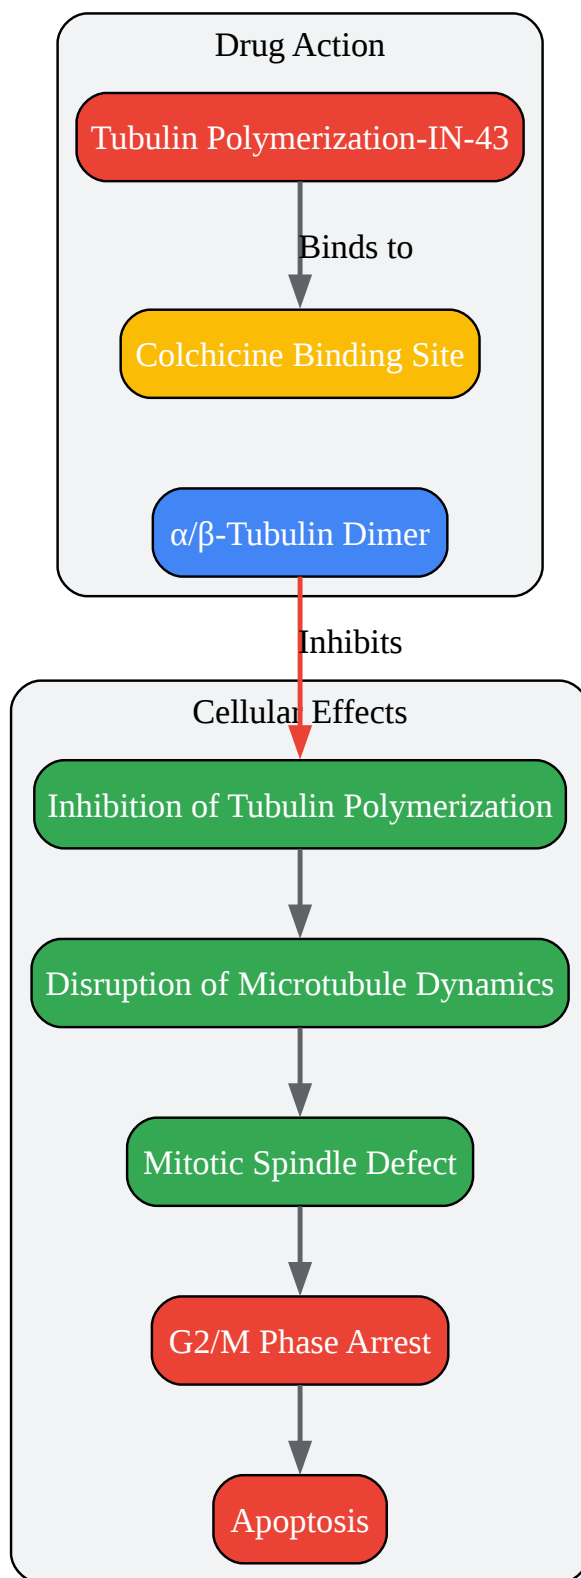 Drug Action
Tubulin Polymerization-IN-43
Binds to
Colchicine Binding Site
α/β-Tubulin Dimer
Inhibits
Cellular Effects
Inhibition of Tubulin Polymerization
Disruption of Microtubule Dynamics
Mitotic Spindle Defect
G2/M Phase Arrest
Apoptosis